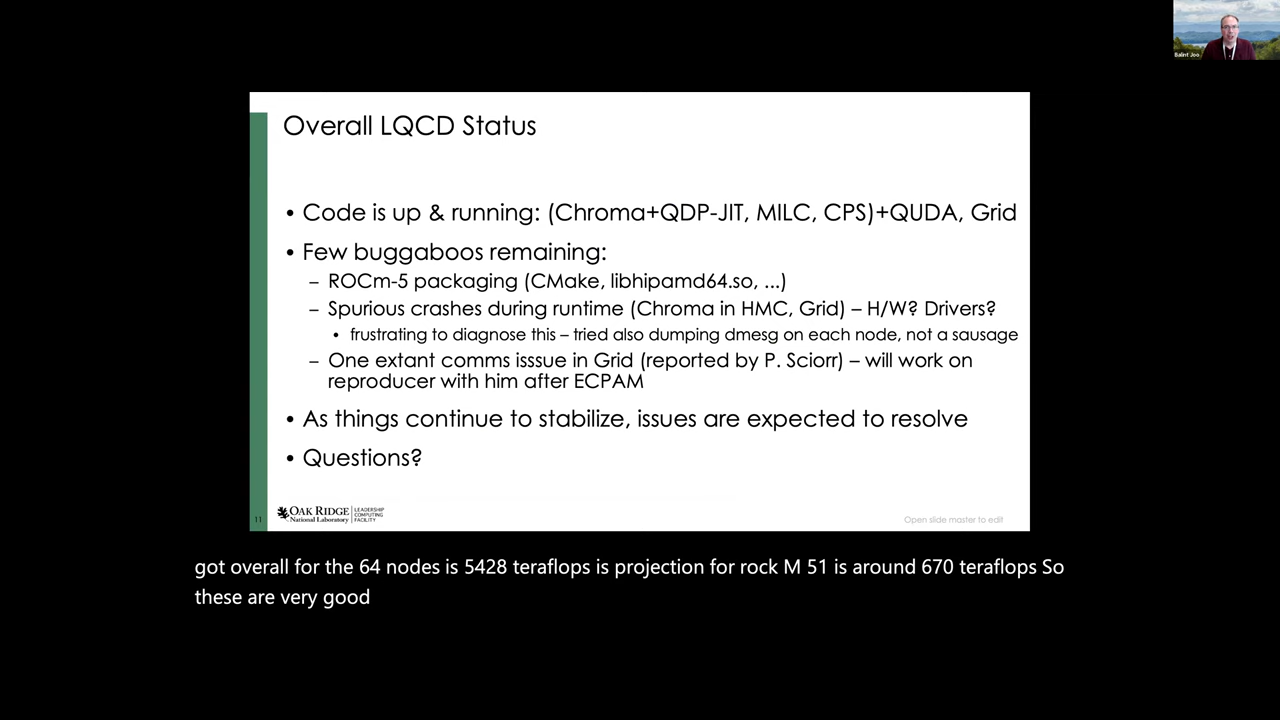 Balint Joo
Overall LQCD Status
• Code is up & running: (Chroma+QDP-JIT, MILC, CPS)+QUDA, Grid
• Few buggaboos remaining:
– ROCm-5 packaging (CMake, libhipamd64.so, ...)
– Spurious crashes during runtime (Chroma in HMC, Grid) – H/W? Drivers?
• frustrating to diagnose this – tried also dumping dmesg on each node, not a sausage
– One extant comms isssue in Grid (reported by P. Sciorr) – will work on
reproducer with him after ECPAM
• As things continue to stabilize, issues are expected to resolve
• Questions?
11
OAK RIDGE
National Laboratory
LEADERSHIP
COMPUTING
FACILITY
Open slide master to edit
got overall for the 64 nodes is 5428 teraflops is projection for rock M 51 is around 670 teraflops So
these are very good